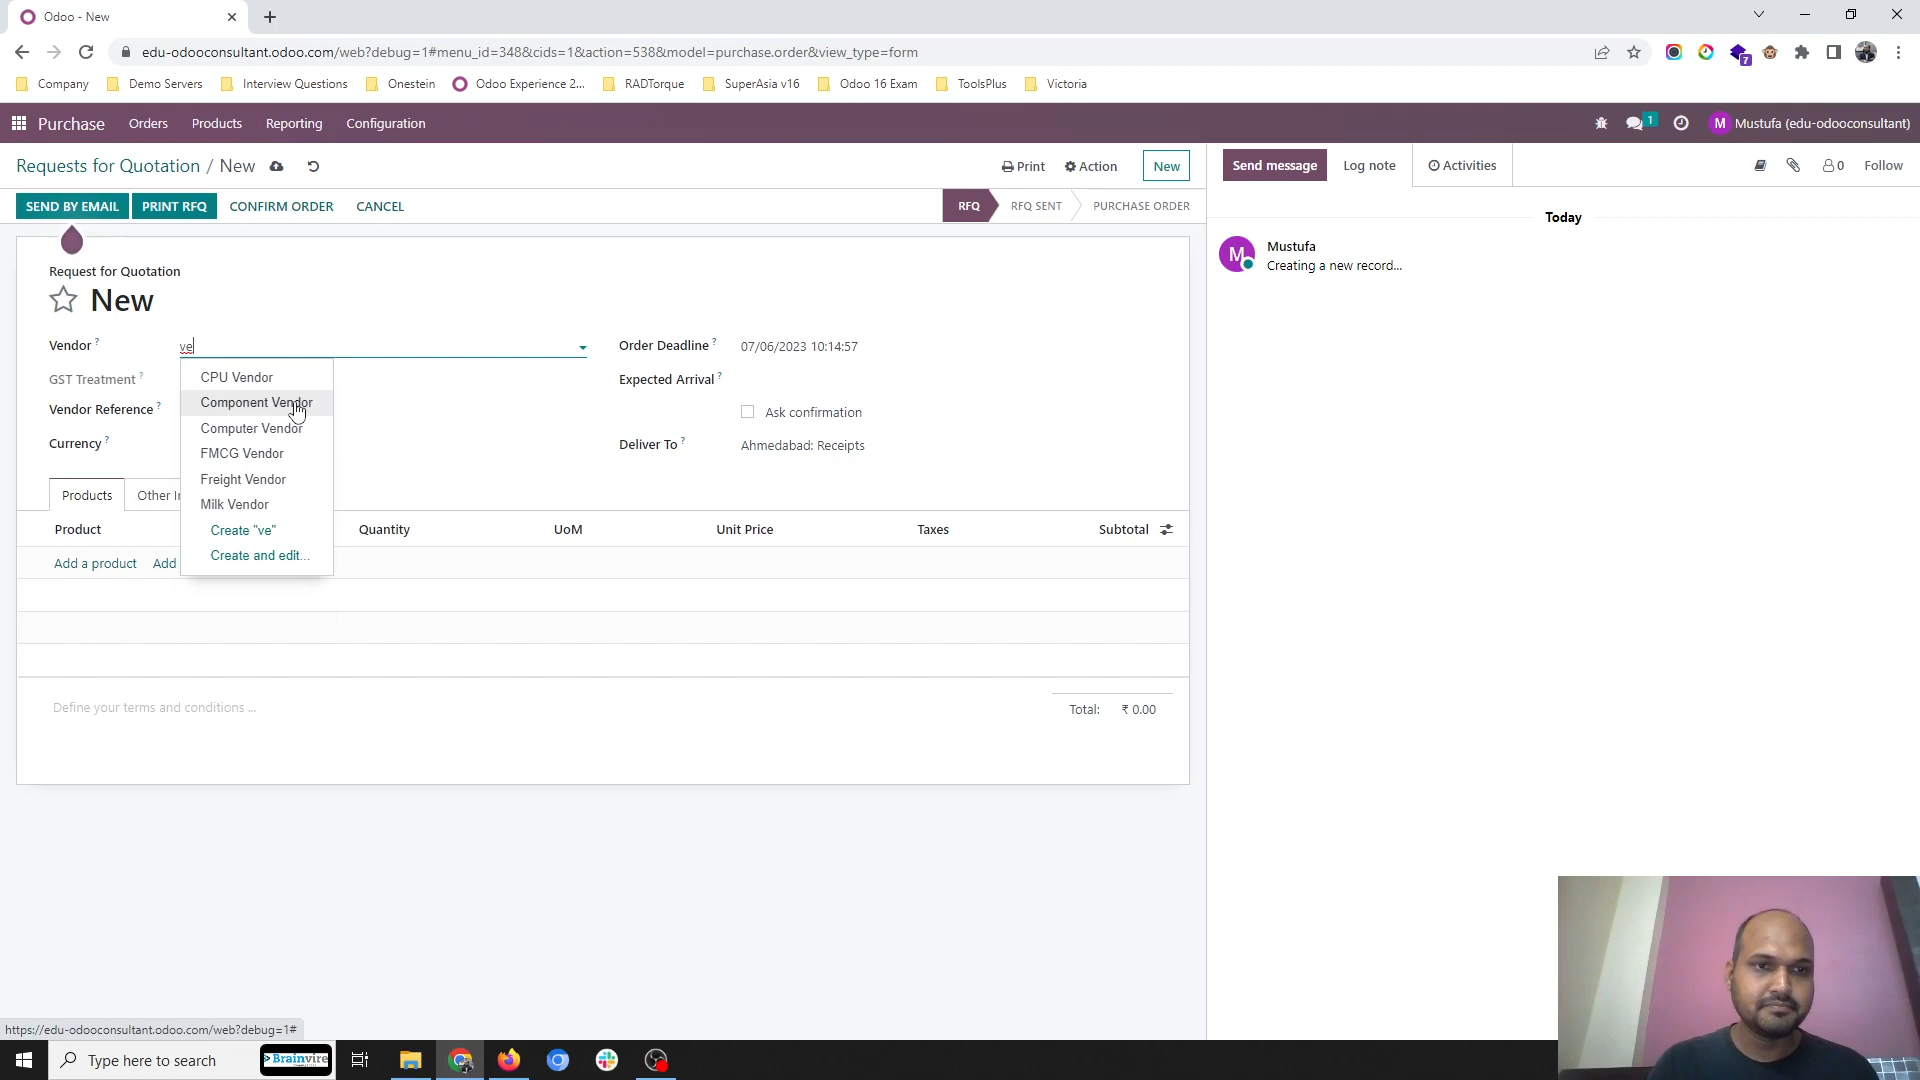 Odoo - New
edu-odooconsultant.odoo.com/web?debug=1#menu_id=348&cids=1&action=538&model=purchase.order&view_type=form
7
Company Demo Servers Interview Questions Onestein Odoo Experience 2... RADTorque SuperAsia v16 Odoo 16 Exam ToolsPlus Victoria
Purchase Orders Products Reporting Configuration 1 M Mustufa (edu-odooconsultant)
Requests for Quotation / New Print Action New Send message Log note Activities 0 Follow
SEND BY EMAIL PRINT RFQ CONFIRM ORDER CANCEL RFQ RFQ SENT PURCHASE ORDER
Today
M Mustufa
Creating a new record...
Request for Quotation
New
Vendor ? ve Order Deadline ? 07/06/2023 10:14:57
CPU Vendor
GST Treatment ? Expected Arrival ?
Component Vendor
Vendor Reference ? Ask confirmation
Computer Vendor
Currency ? Deliver To ? Ahmedabad: Receipts
FMCG Vendor
Freight Vendor
Products Other I
Milk Vendor
Product Quantity UoM Unit Price Taxes Subtotal
Create "ve"
Create and edit...
Add a product Add
Define your terms and conditions ... Total: ₹ 0.00
https://edu-odooconsultant.odoo.com/web?debug=1#
Type here to search Brainvire